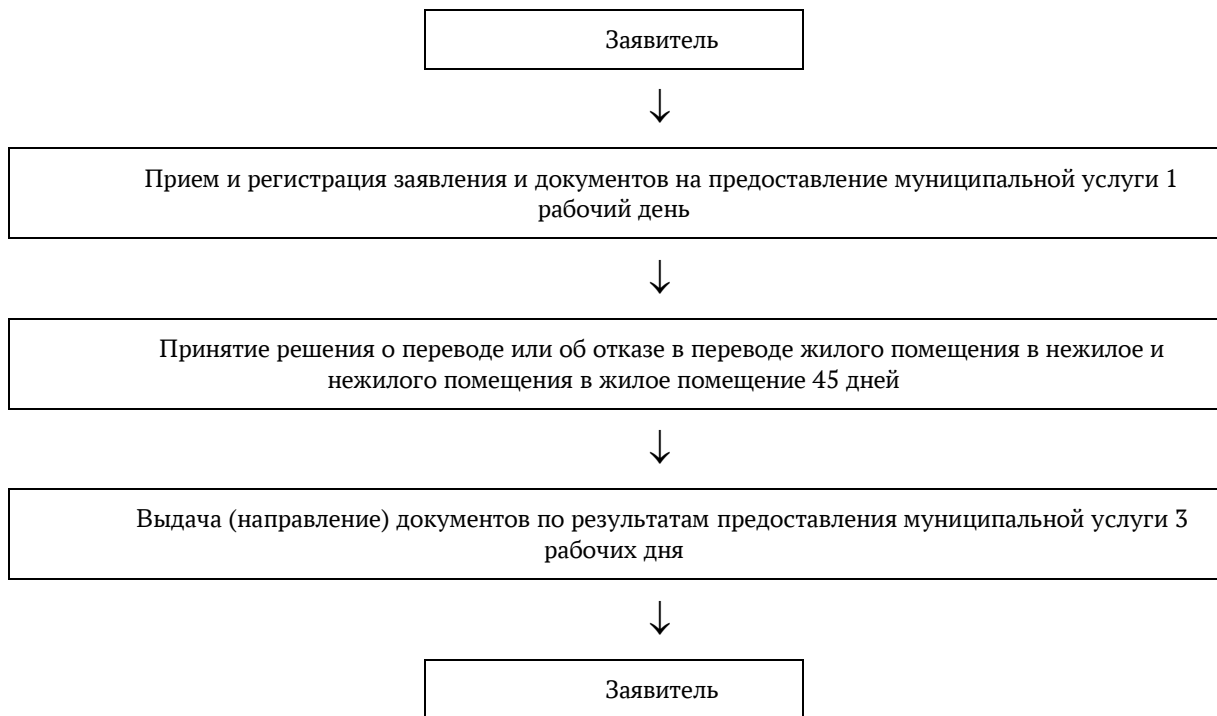 Заявитель
↓
Прием и регистрация заявления и документов на предоставление муниципальной услуги 1
рабочий день
↓
Принятие решения о переводе или об отказе в переводе жилого помещения в нежилое и
нежилого помещения в жилое помещение 45 дней
↓
Выдача (направление) документов по результатам предоставления муниципальной услуги 3
рабочих дня
↓
Заявитель